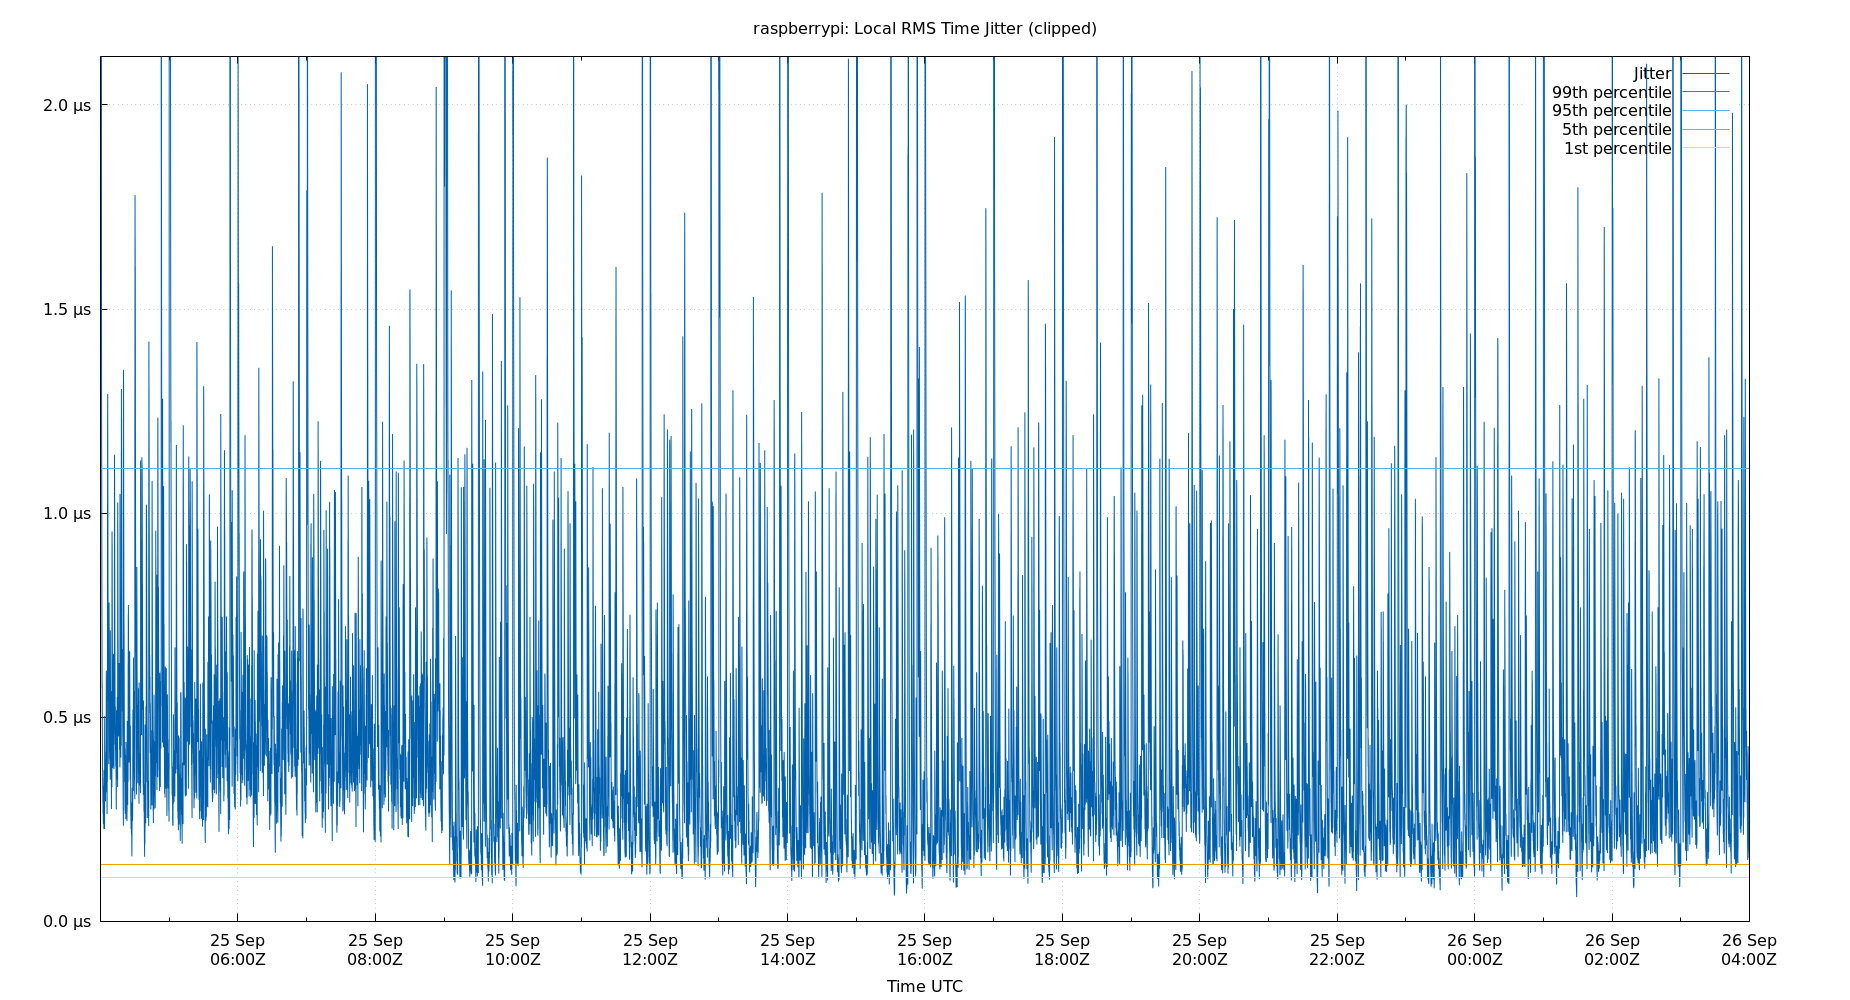 raspberrypi: Local RMS Time Jitter (clipped)
Jitter
99th percentile
95th percentile
5th percentile
1st percentile
2.0 μs
1.5 μs
1.0 μs
0.5 μs
0.0 μs
25 Sep 25 Sep 25 Sep 25 Sep 25 Sep 25 Sep 25 Sep 25 Sep 25 Sep 26 Sep 26 Sep 26 Sep
06:00Z 08:00Z 10:00Z 12:00Z 14:00Z 16:00Z 18:00Z 20:00Z 22:00Z 00:00Z 02:00Z 04:00Z
Time UTC